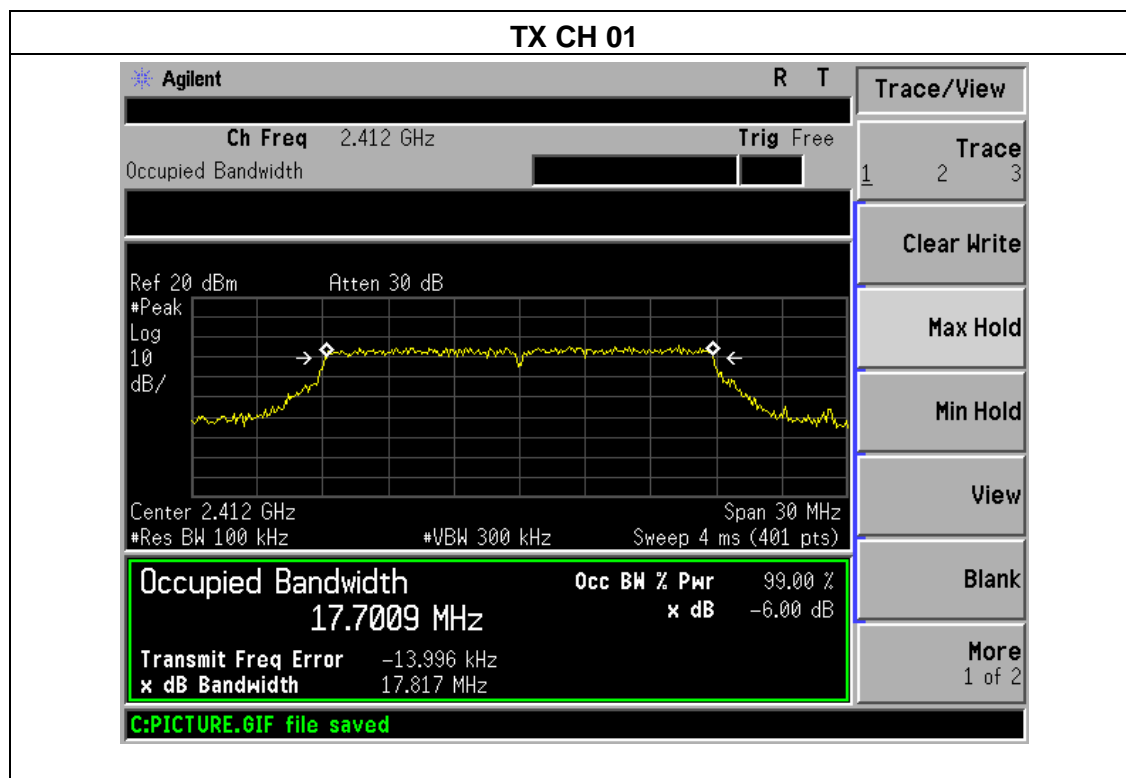 TX CH 01
Agilent R T
Trace/View
Ch Freq 2.412 GHz Trig Free
Occupied Bandwidth
Trace
1 2 3
Clear Write
Ref 20 dBm Atten 30 dB
#Peak
Log
10
dB/
Max Hold
Min Hold
View
Center 2.412 GHz Span 30 MHz
#Res BW 100 kHz #VBW 300 kHz Sweep 4 ms (401 pts)
Occupied Bandwidth Occ BW % Pwr 99.00 %
17.7009 MHz x dB -6.00 dB
Blank
Transmit Freq Error -13.996 kHz
x dB Bandwidth 17.817 MHz
More
1 of 2
C:PICTURE.GIF file saved